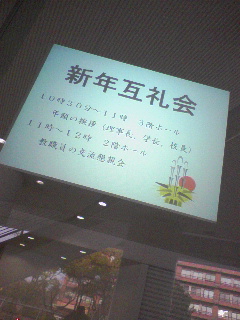 新年互礼会
10時30分～11時 3階ホール
年頭の挨拶(理事長、学長、校長)
11時～12時 2階ホール
教職員の交流懇親会